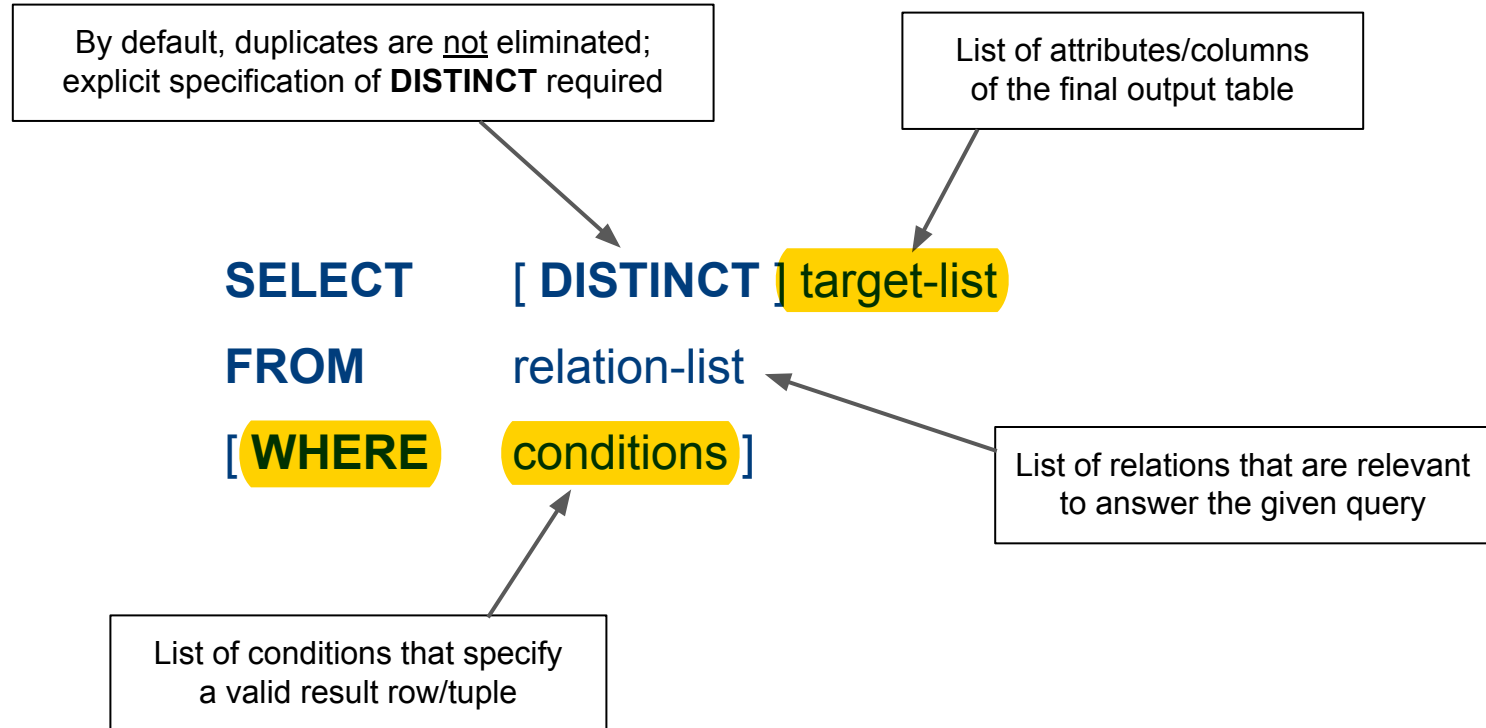 By default, duplicates are not eliminated;
explicit specification of DISTINCT required
List of attributes/columns
of the final output table
SELECT [ DISTINCT ] target-list
FROM relation-list
[ WHERE conditions ]
List of relations that are relevant
to answer the given query
List of conditions that specify
a valid result row/tuple